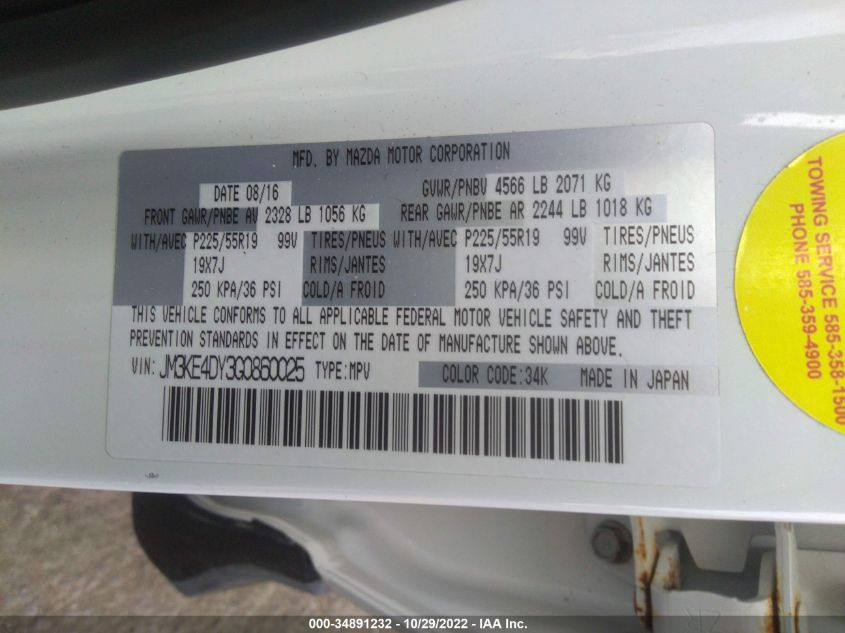 MFD. BY MAZDA MOTOR CORPORATION
DATE 08/16 GVWR/PNBV 4566 LB 2071 KG
FRONT GAWR/PNBE AV 2328 LB 1056 KG REAR GAWR/PNBE AR 2244 LB 1018 KG
WITH/AVEC P225/55R19 99V TIRES/PNEUS WITH/AVEC P225/55R19 99V TIRES/PNEUS
19X7J RIMS/JANTES 19X7J RIMS/JANTES
250 KPA/36 PSI COLD/A FROID 250 KPA/36 PSI COLD/A FROID
THIS VEHICLE CONFORMS TO ALL APPLICABLE FEDERAL MOTOR VEHICLE SAFETY AND THEFT
PREVENTION STANDARDS IN EFFECT ON THE DATE OF MANUFACTURE SHOWN ABOVE.
VIN: JM3KE4DY3G0860025 TYPE:MPV COLOR CODE:34K MADE IN JAPAN
TOWING SERVICE 585-358-1500
PHONE 585-359-4900
000-34891232 - 10/29/2022 - IAA Inc.